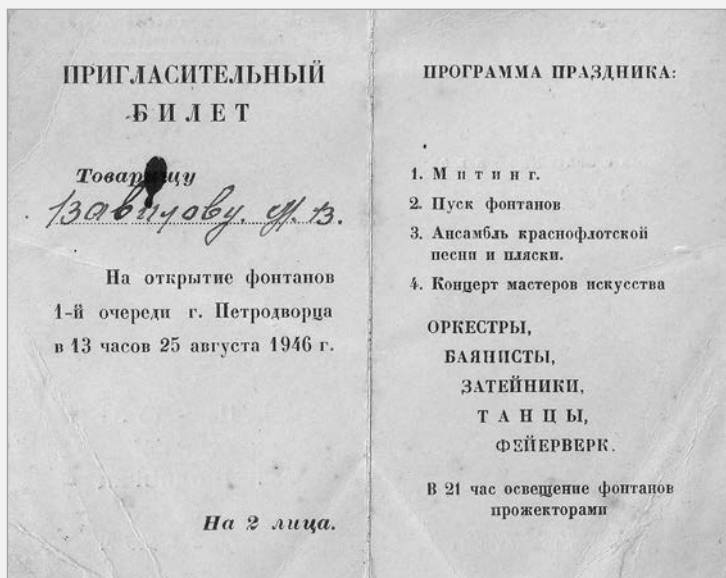 ПРИГЛАСИТЕЛЬНЫЙ
БИЛЕТ
Товарищу
Вавилову. М. В.
На открытие фонтанов
1-й очереди г. Петродворца
в 13 часов 25 августа 1946 г.
На 2 лица.
ПРОГРАММА ПРАЗДНИКА:
1. Митинг.
2. Пуск фонтанов
3. Ансамбль краснофлотской
песни и пляски.
4. Концерт мастеров искусства
ОРКЕСТРЫ,
БАЯНИСТЫ,
ЗАТЕЙНИКИ,
ТАНЦЫ,
ФЕЙЕРВЕРК.
В 21 час освещение фонтанов
прожекторами